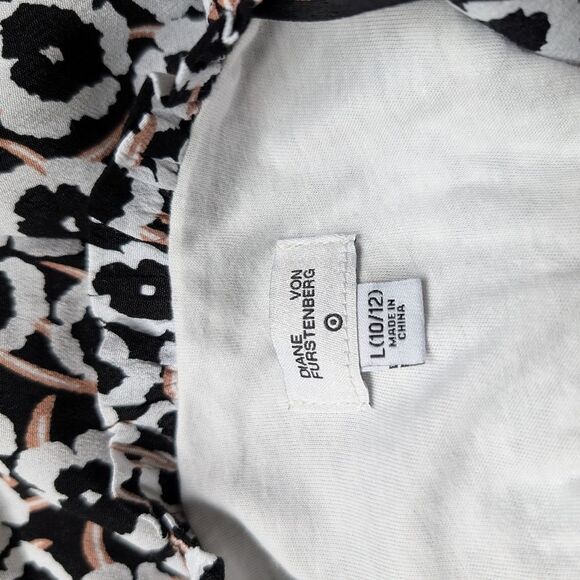 DIANE VON
FURSTENBERG
L(10/12)
MADE IN
CHINA